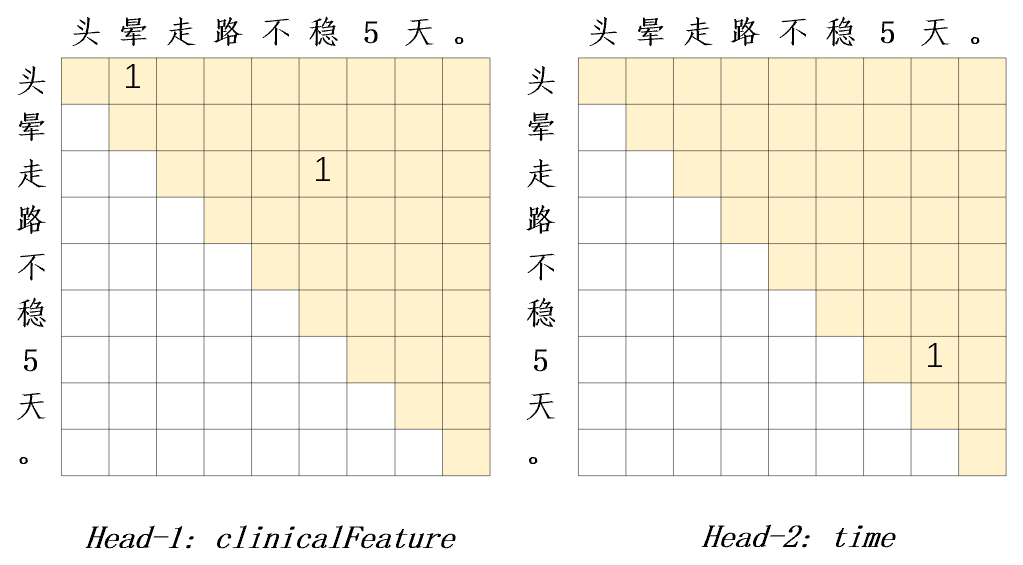 头晕走路不稳5天。 头晕走路不稳5天。
头 1 头
晕 晕
走 1 走
路 路
不 不
稳 稳
5 5 1
天 天
。 。
Head-1: clinicalFeature Head-2: time